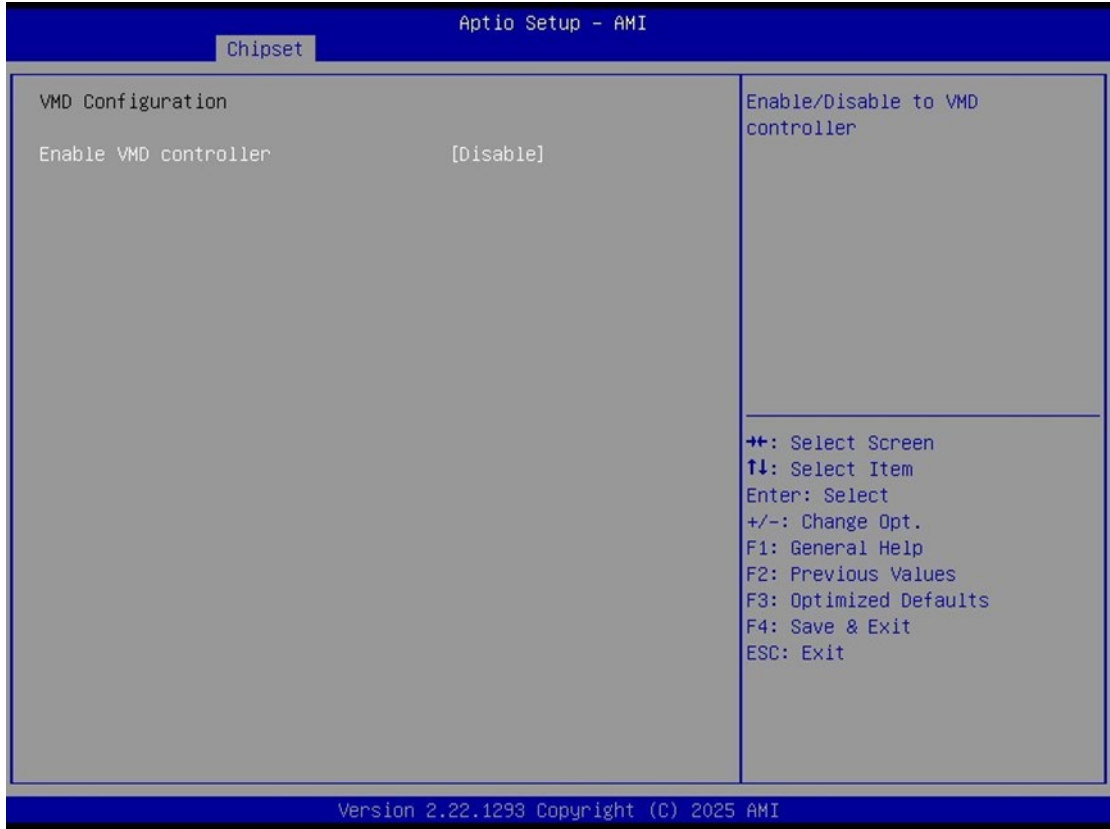 Aptio Setup – AMI
Chipset
VMD Configuration
Enable VMD controller [Disable]
Enable/Disable to VMD
controller
→←: Select Screen
↑↓: Select Item
Enter: Select
+/-: Change Opt.
F1: General Help
F2: Previous Values
F3: Optimized Defaults
F4: Save & Exit
ESC: Exit
Version 2.22.1293 Copyright (C) 2025 AMI